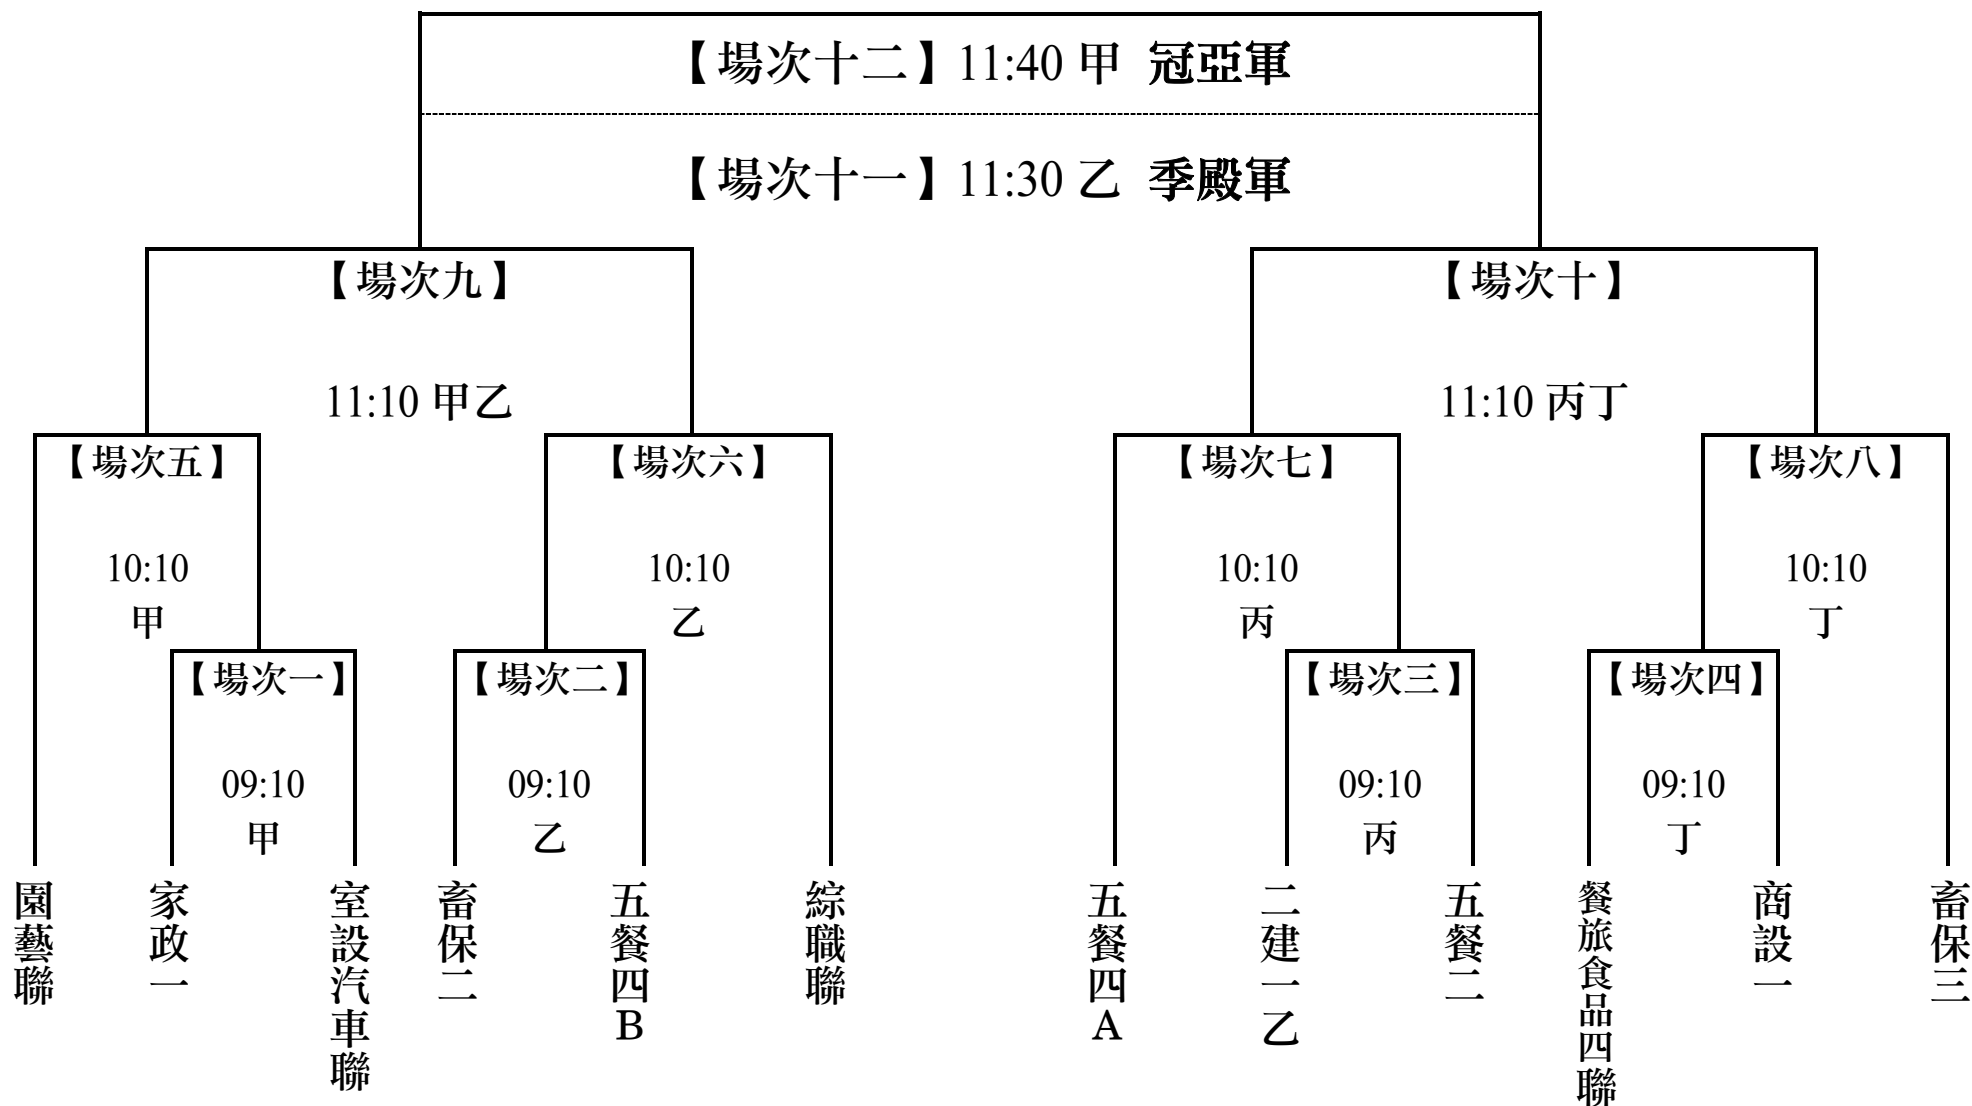 【場次十二】11:40 甲 冠亞軍
【場次十一】11:30 乙 季殿軍
【場次九】
【場次十】
11:10 甲乙
11:10 丙丁
【場次五】
【場次六】
【場次七】
【場次八】
10:10
甲
10:10
乙
10:10
丙
10:10
丁
【場次一】
【場次二】
【場次三】
【場次四】
09:10
甲
09:10
乙
09:10
丙
09:10
丁
園藝聯
家政一
室設汽車聯
畜保二
五餐四B
綜職聯
五餐四A
二建一乙
五餐二
餐旅食品四聯
商設一
畜保三